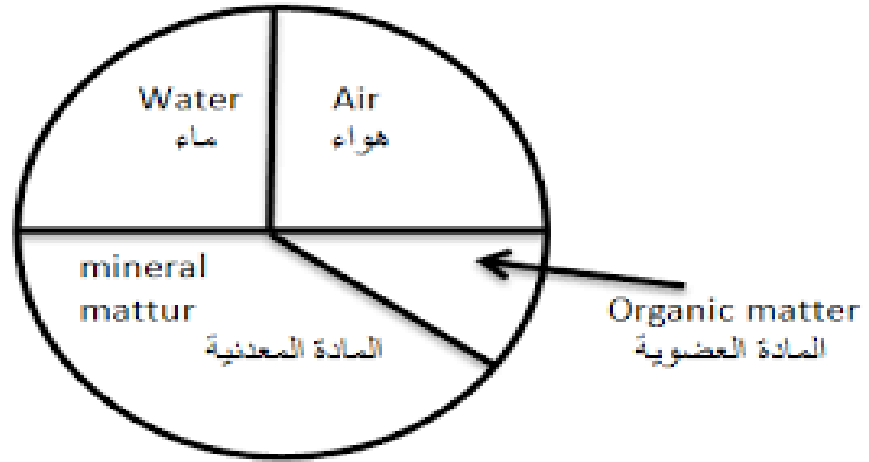 Water
ماء
Air
هواء
mineral
mattur
المادة المعدنية
Organic matter
المادة العضوية